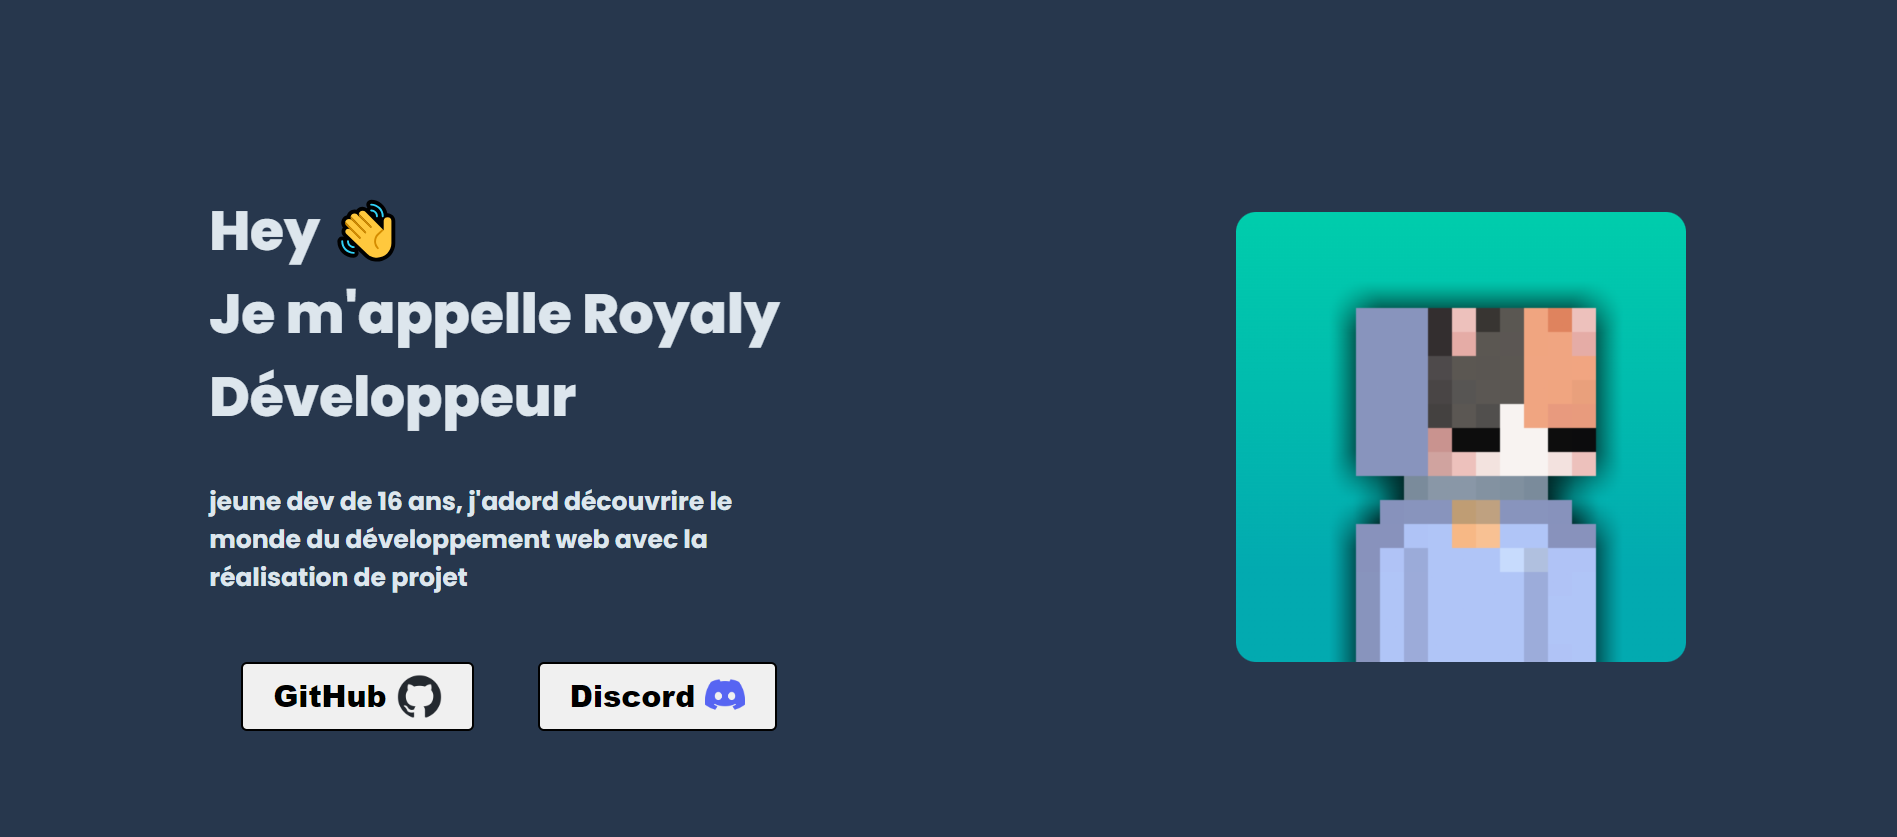 Hey 👋
Je m'appelle Royaly
Développeur
jeune dev de 16 ans, j'adord découvrire le
monde du développement web avec la
réalisation de projet
GitHub
Discord